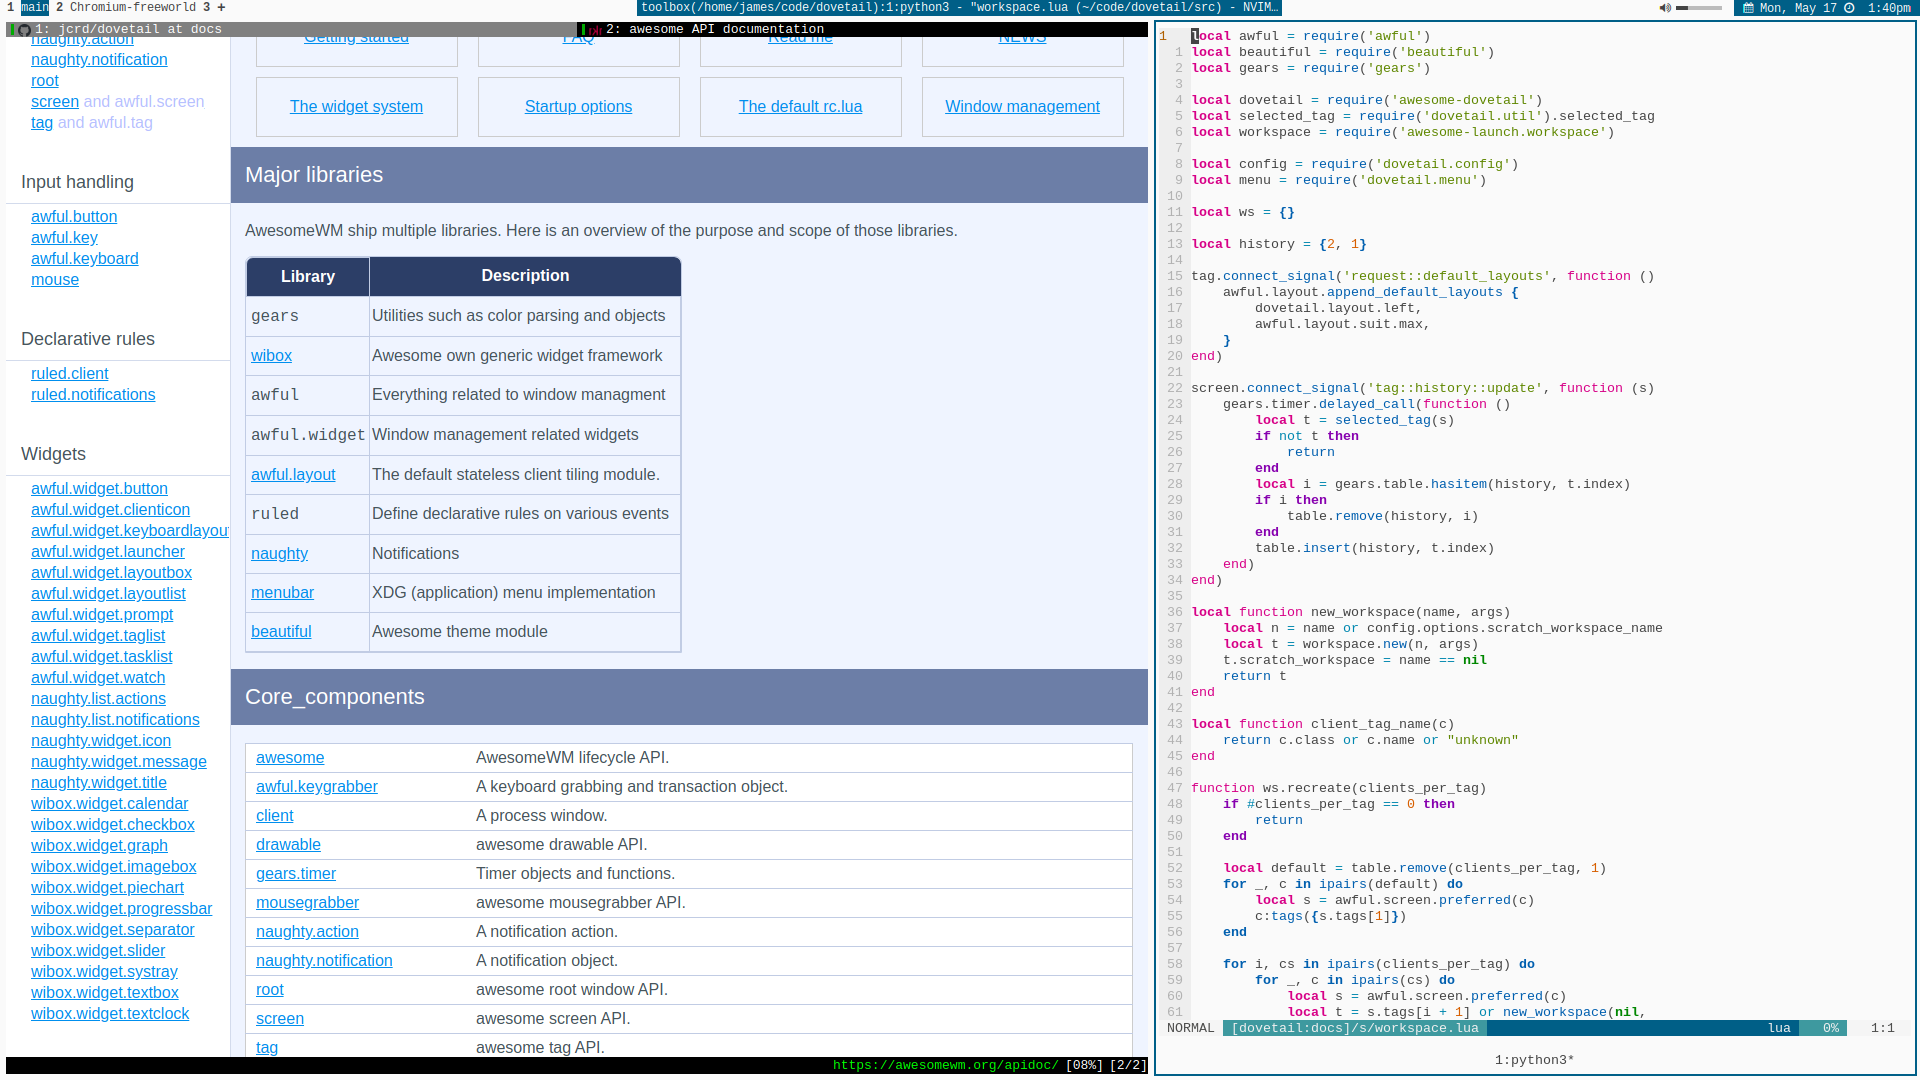 1 main 2 Chromium-freeworld 3 +
toolbox(/home/james/code/dovetail):1:python3 - "workspace.lua (~/code/dovetail/src) - NVIM…
Mon, May 17 1:40pm
1: jcrd/dovetail at docs
2: awesome API documentation
naughty.action
naughty.notification
root
screen and awful.screen
tag and awful.tag
Input handling
awful.button
awful.key
awful.keyboard
mouse
Declarative rules
ruled.client
ruled.notifications
Widgets
awful.widget.button
awful.widget.clienticon
awful.widget.keyboardlayout
awful.widget.launcher
awful.widget.layoutbox
awful.widget.layoutlist
awful.widget.prompt
awful.widget.taglist
awful.widget.tasklist
awful.widget.watch
naughty.list.actions
naughty.list.notifications
naughty.widget.icon
naughty.widget.message
naughty.widget.title
wibox.widget.calendar
wibox.widget.checkbox
wibox.widget.graph
wibox.widget.imagebox
wibox.widget.piechart
wibox.widget.progressbar
wibox.widget.separator
wibox.widget.slider
wibox.widget.systray
wibox.widget.textbox
wibox.widget.textclock
Getting started FAQ Read me NEWS
The widget system Startup options The default rc.lua Window management
Major libraries
AwesomeWM ship multiple libraries. Here is an overview of the purpose and scope of those libraries.
Library Description
gears Utilities such as color parsing and objects
wibox Awesome own generic widget framework
awful Everything related to window managment
awful.widget Window management related widgets
awful.layout The default stateless client tiling module.
ruled Define declarative rules on various events
naughty Notifications
menubar XDG (application) menu implementation
beautiful Awesome theme module
Core_components
awesome AwesomeWM lifecycle API.
awful.keygrabber A keyboard grabbing and transaction object.
client A process window.
drawable awesome drawable API.
gears.timer Timer objects and functions.
mousegrabber awesome mousegrabber API.
naughty.action A notification action.
naughty.notification A notification object.
root awesome root window API.
screen awesome screen API.
tag awesome tag API.
https://awesomewm.org/apidoc/ [08%] [2/2]
1 local awful = require('awful')
1 local beautiful = require('beautiful')
2 local gears = require('gears')
3
4 local dovetail = require('awesome-dovetail')
5 local selected_tag = require('dovetail.util').selected_tag
6 local workspace = require('awesome-launch.workspace')
7
8 local config = require('dovetail.config')
9 local menu = require('dovetail.menu')
10
11 local ws = {}
12
13 local history = {2, 1}
14
15 tag.connect_signal('request::default_layouts', function ()
16 awful.layout.append_default_layouts {
17 dovetail.layout.left,
18 awful.layout.suit.max,
19 }
20 end)
21
22 screen.connect_signal('tag::history::update', function (s)
23 gears.timer.delayed_call(function ()
24 local t = selected_tag(s)
25 if not t then
26 return
27 end
28 local i = gears.table.hasitem(history, t.index)
29 if i then
30 table.remove(history, i)
31 end
32 table.insert(history, t.index)
33 end)
34 end)
35
36 local function new_workspace(name, args)
37 local n = name or config.options.scratch_workspace_name
38 local t = workspace.new(n, args)
39 t.scratch_workspace = name == nil
40 return t
41 end
42
43 local function client_tag_name(c)
44 return c.class or c.name or "unknown"
45 end
46
47 function ws.recreate(clients_per_tag)
48 if #clients_per_tag == 0 then
49 return
50 end
51
52 local default = table.remove(clients_per_tag, 1)
53 for _, c in ipairs(default) do
54 local s = awful.screen.preferred(c)
55 c:tags({s.tags[1]})
56 end
57
58 for i, cs in ipairs(clients_per_tag) do
59 for _, c in ipairs(cs) do
60 local s = awful.screen.preferred(c)
61 local t = s.tags[i + 1] or new_workspace(nil,
NORMAL [dovetail:docs]/s/workspace.lua lua 0% 1:1
1:python3*